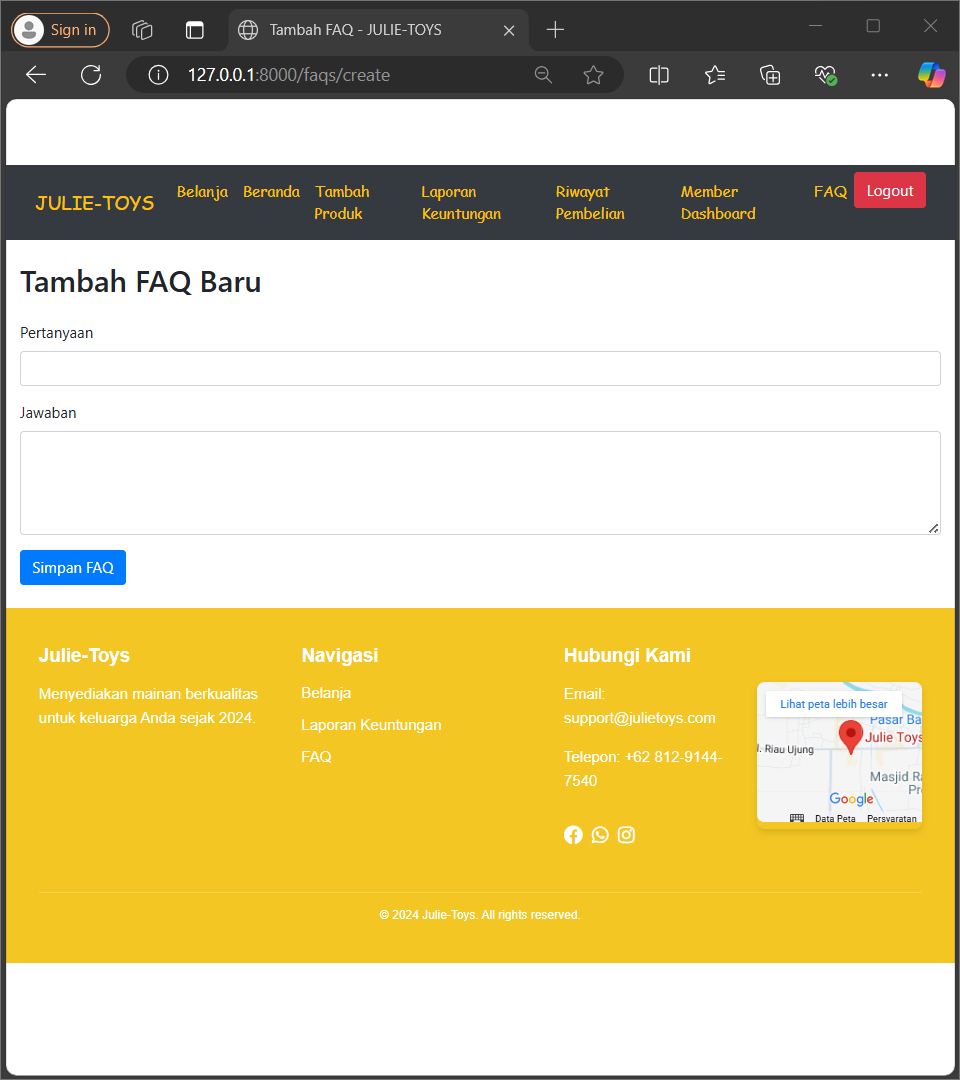 Sign in
Tambah FAQ - JULIE-TOYS
127.0.0.1:8000/faqs/create
JULIE-TOYS
Belanja
Beranda
Tambah
Produk
Laporan
Keuntungan
Riwayat
Pembelian
Member
Dashboard
FAQ
Logout
Tambah FAQ Baru
Pertanyaan
Jawaban
Simpan FAQ
Julie-Toys
Menyediakan mainan berkualitas
untuk keluarga Anda sejak 2024.
Navigasi
Belanja
Laporan Keuntungan
FAQ
Hubungi Kami
Email:
support@julietoys.com
Telepon: +62 812-9144-
7540
Lihat peta lebih besar
Pasar Ba
Julie Toys
l. Riau Ujung
Masjid Ra
Pr
Google
Data Peta
Persyaratan
© 2024 Julie-Toys. All rights reserved.